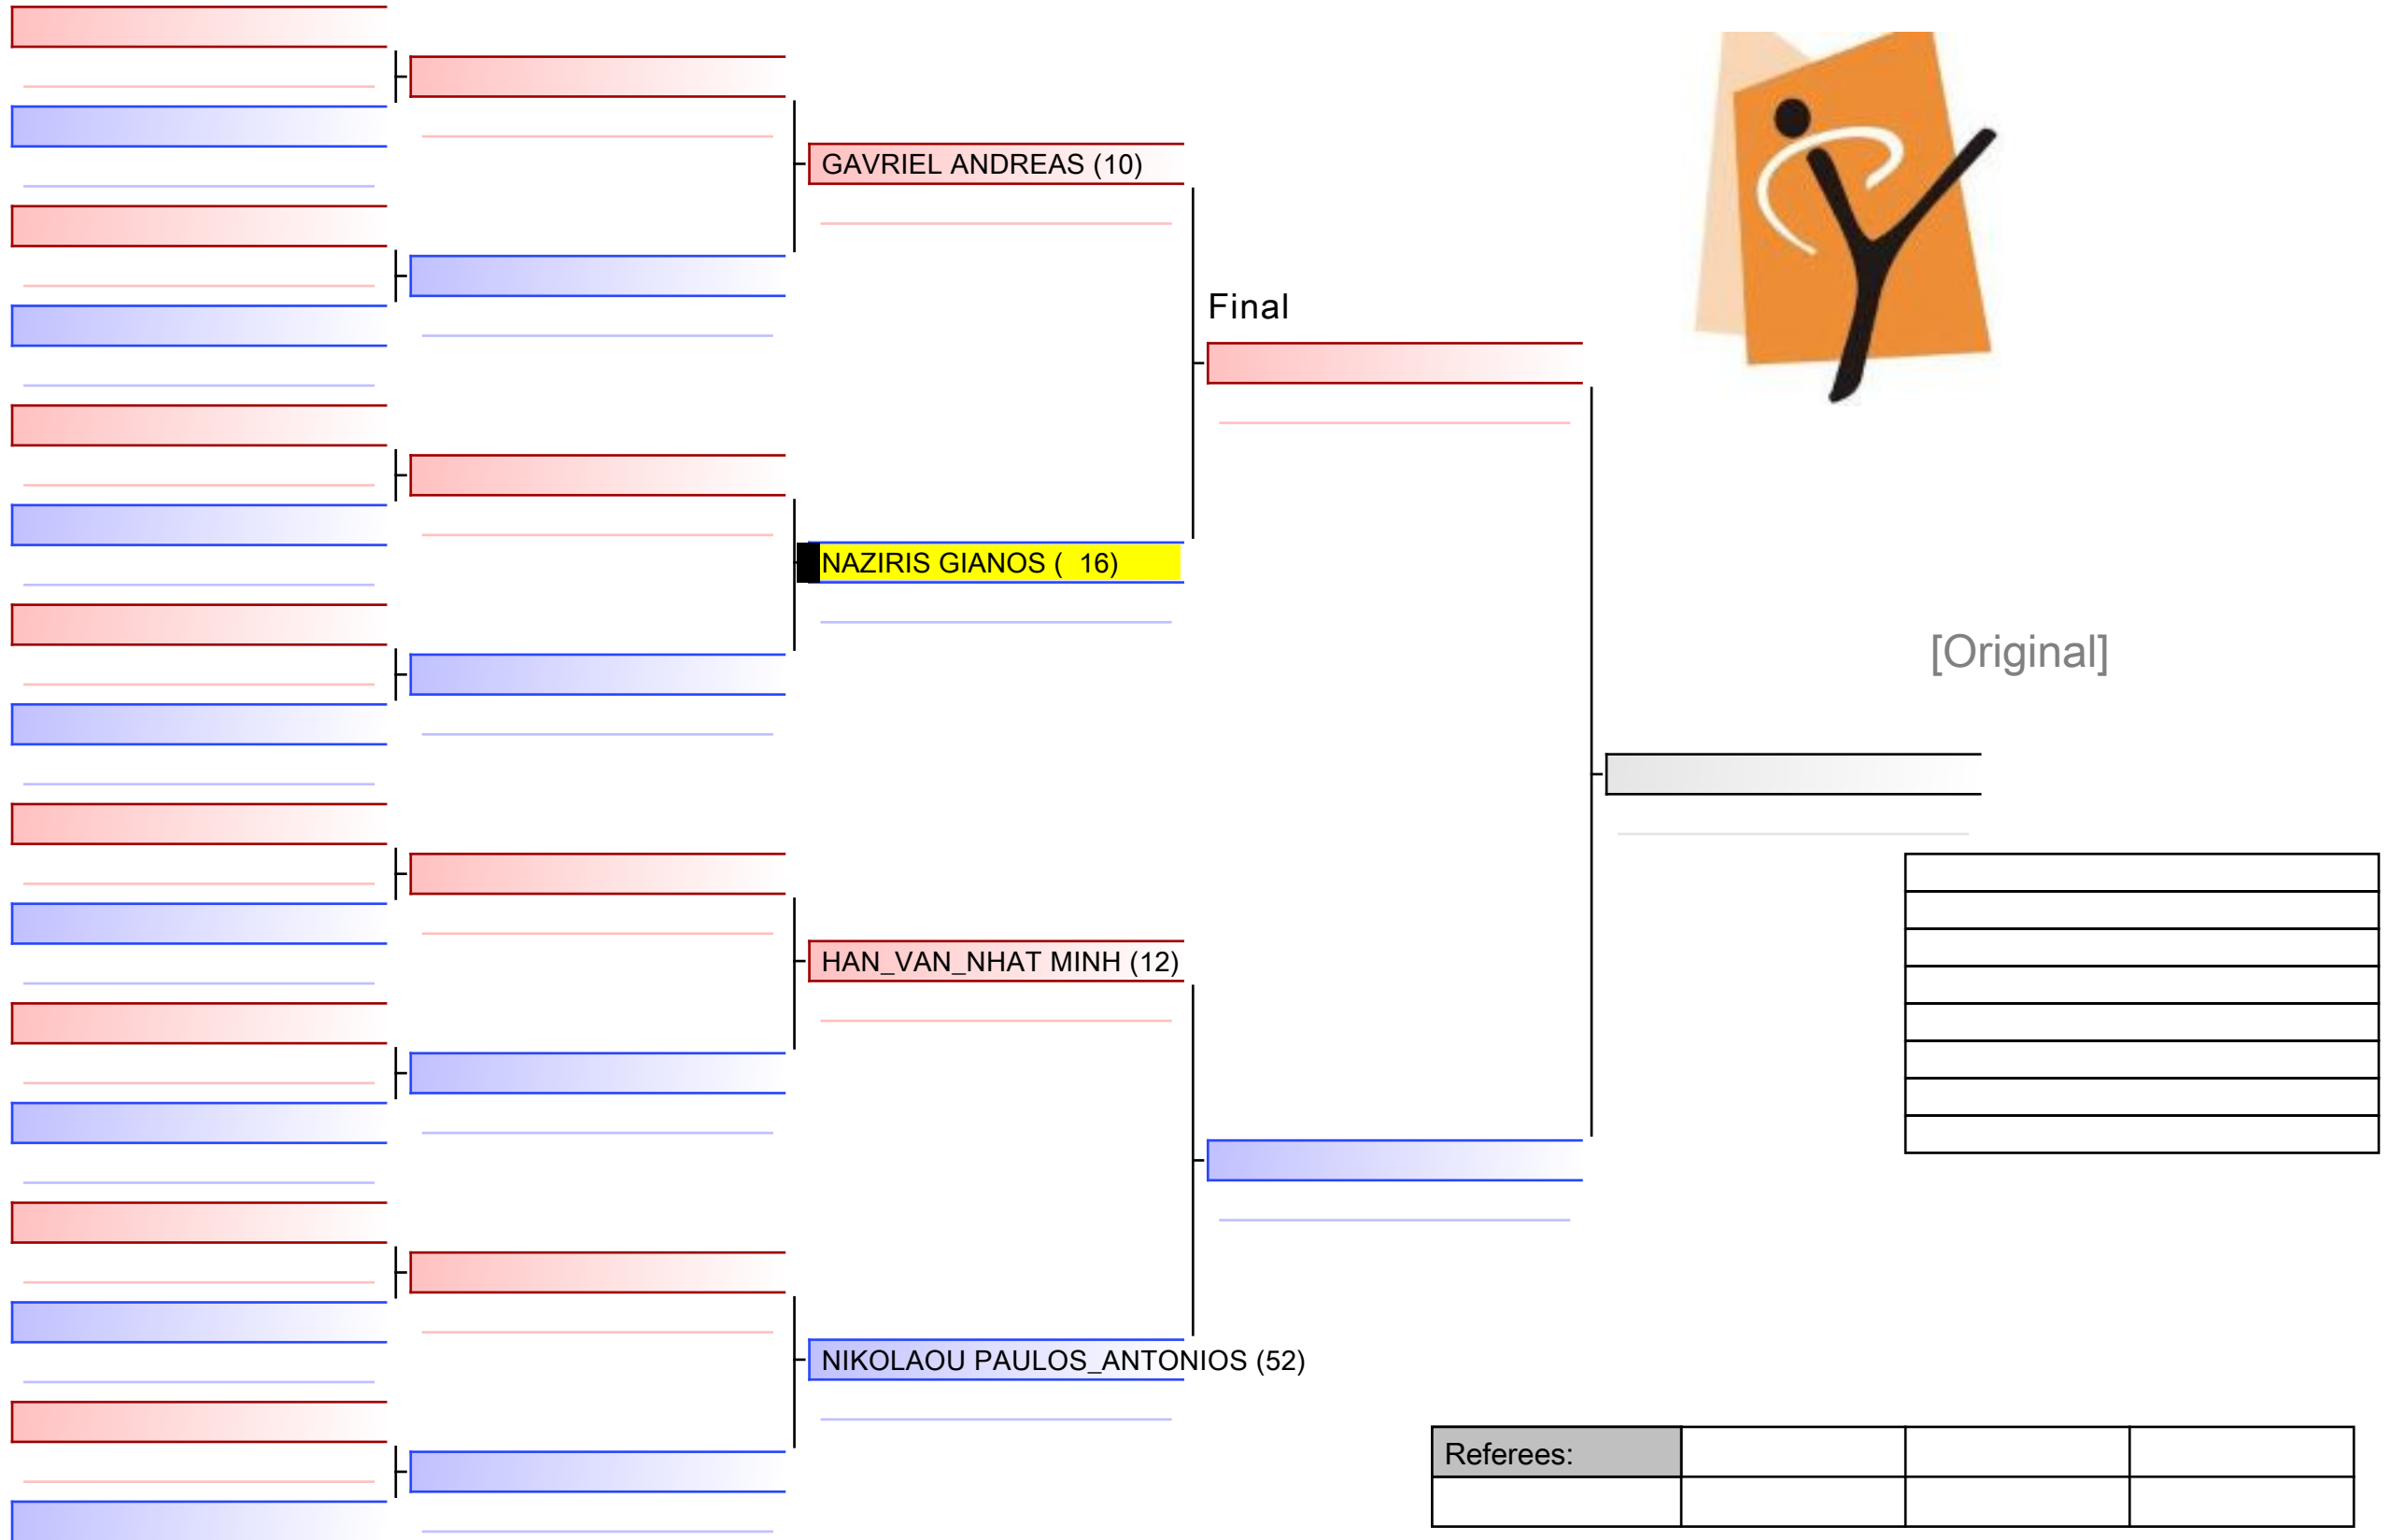 GAVRIEL ANDREAS (10)
Final
NAZIRIS GIANOS (  16)
[Original]
HAN_VAN_NHAT MINH (12)
NIKOLAOU PAULOS_ANTONIOS (52)
Referees: